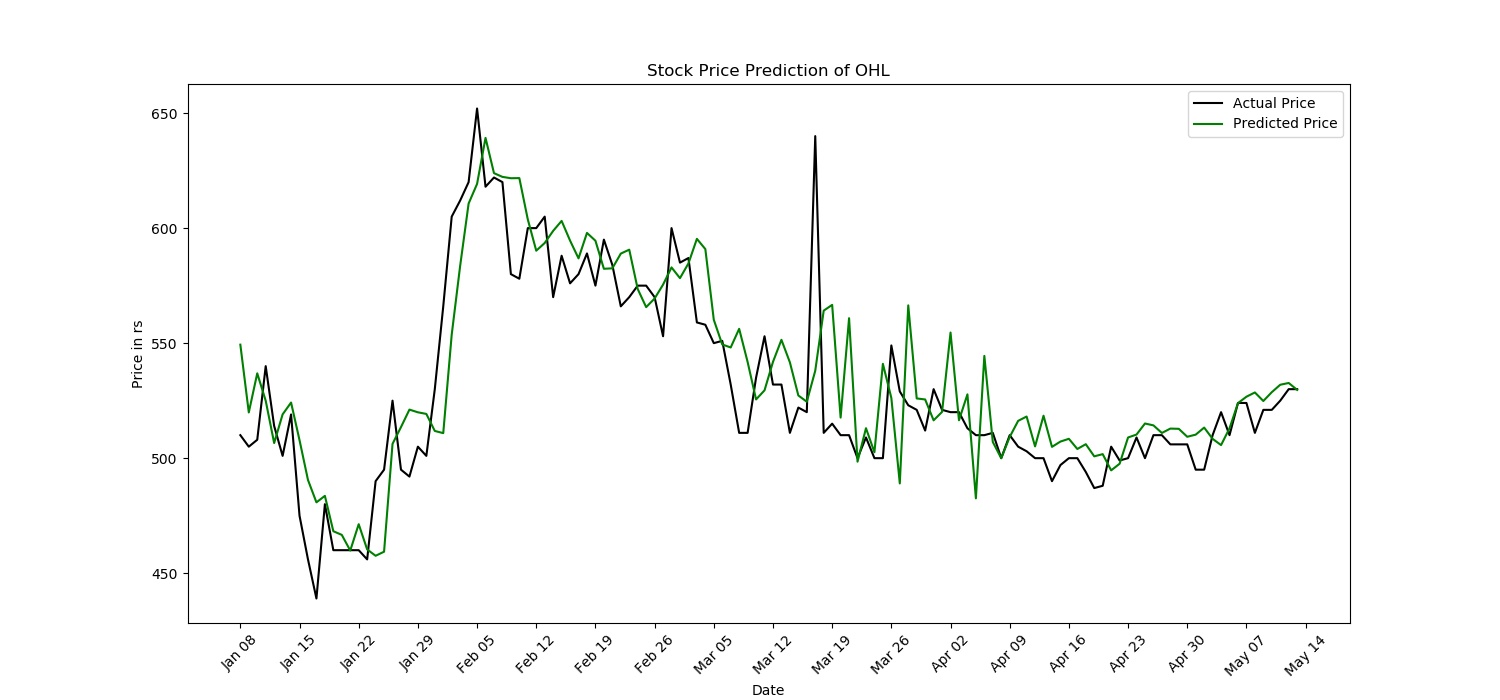 Stock Price Prediction of OHL
Actual Price
Predicted Price
Price in rs
650
600
550
500
450
Jan 08
Jan 15
Jan 22
Jan 29
Feb 05
Feb 12
Feb 19
Feb 26
Mar 05
Mar 12
Mar 19
Mar 26
Apr 02
Apr 09
Apr 16
Apr 23
Apr 30
May 07
May 14
Date